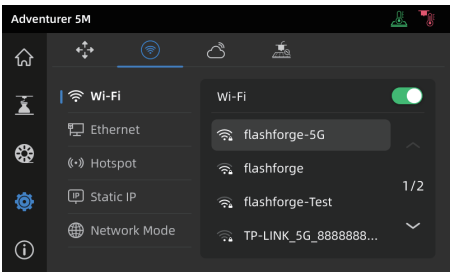 Adventurer 5M
Wi-Fi
Ethernet
Hotspot
IP
Static IP
Network Mode
Wi-Fi
flashforge-5G
flashforge
flashforge-Test
TP-LINK_5G_8888888...
1/2